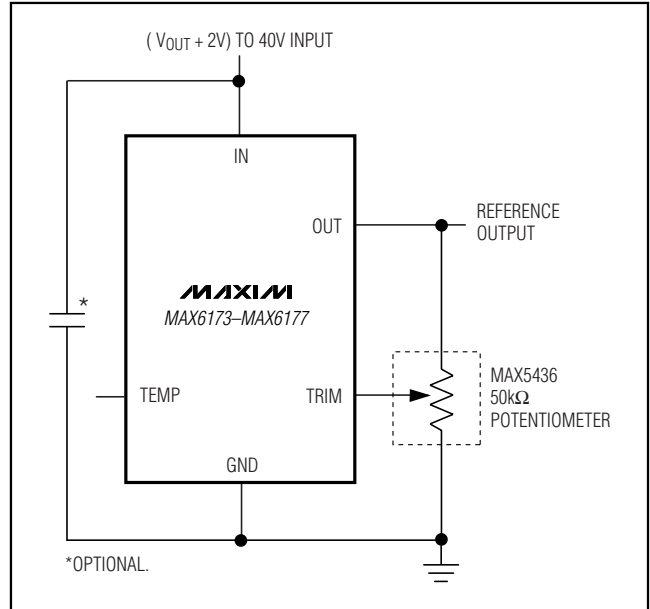 ( VOUT + 2V) TO 40V INPUT
IN
OUT
REFERENCE
OUTPUT
MAXIM
MAX6173–MAX6177
*
TEMP
TRIM
MAX5436
50kΩ
POTENTIOMETER
GND
*OPTIONAL.